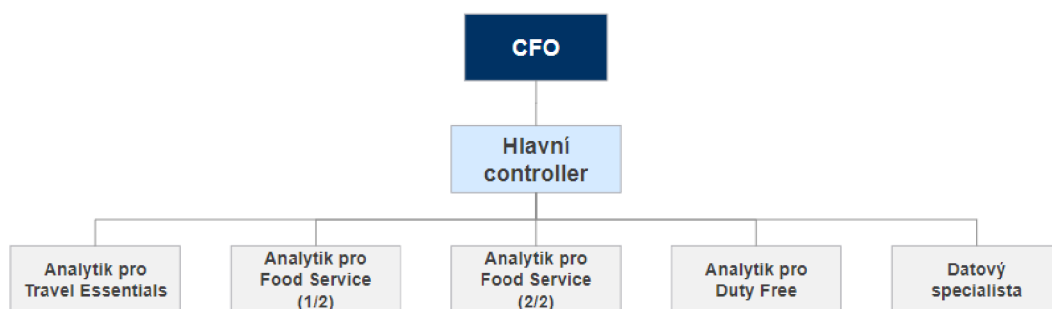 CFO
Hlavní
controller
Analytik pro
Travel Essentials
Analytik pro
Food Service
(1/2)
Analytik pro
Food Service
(2/2)
Analytik pro
Duty Free
Datový
specialista